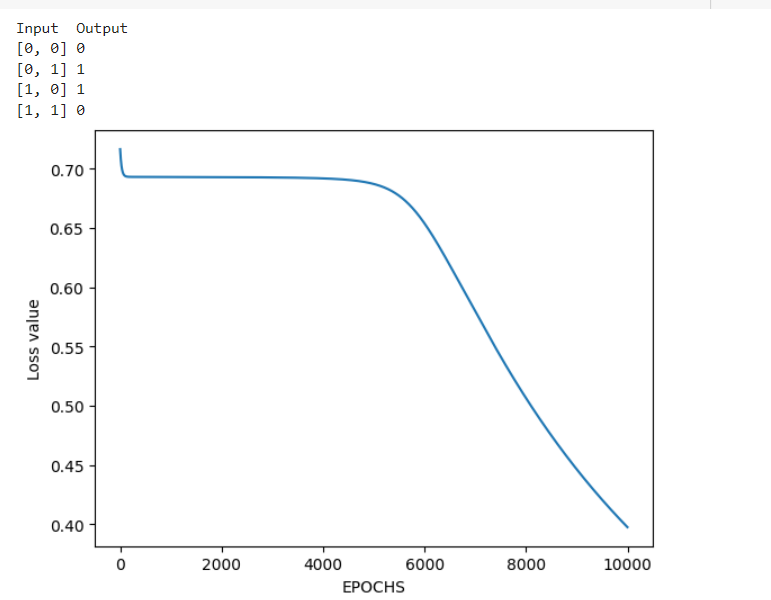 Input  Output
[0, 0] 0
[0, 1] 1
[1, 0] 1
[1, 1] 0
0.70
0.65
0.60
0.55
0.50
0.45
0.40
Loss value
0 2000 4000 6000 8000 10000
EPOCHS